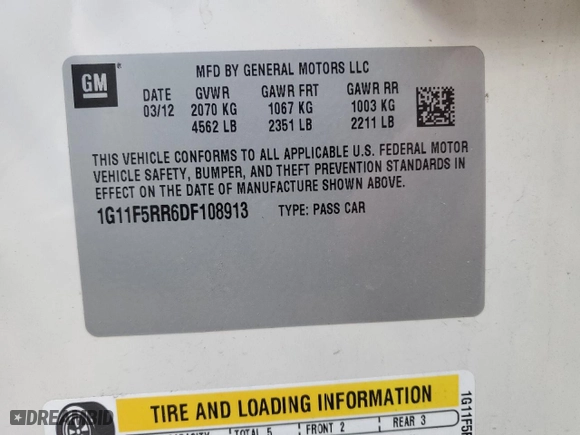 GM
MFD BY GENERAL MOTORS LLC
DATE GVWR GAWR FRT GAWR RR
03/12 2070 KG 1067 KG 1003 KG
4562 LB 2351 LB 2211 LB
THIS VEHICLE CONFORMS TO ALL APPLICABLE U.S. FEDERAL MOTOR
VEHICLE SAFETY, BUMPER, AND THEFT PREVENTION STANDARDS IN
EFFECT ON THE DATE OF MANUFACTURE SHOWN ABOVE.
1G11F5RR6DF108913 TYPE: PASS CAR
TIRE AND LOADING INFORMATION
TOTAL 5 FRONT 2 REAR 3
1G11F5R
DREAMBID